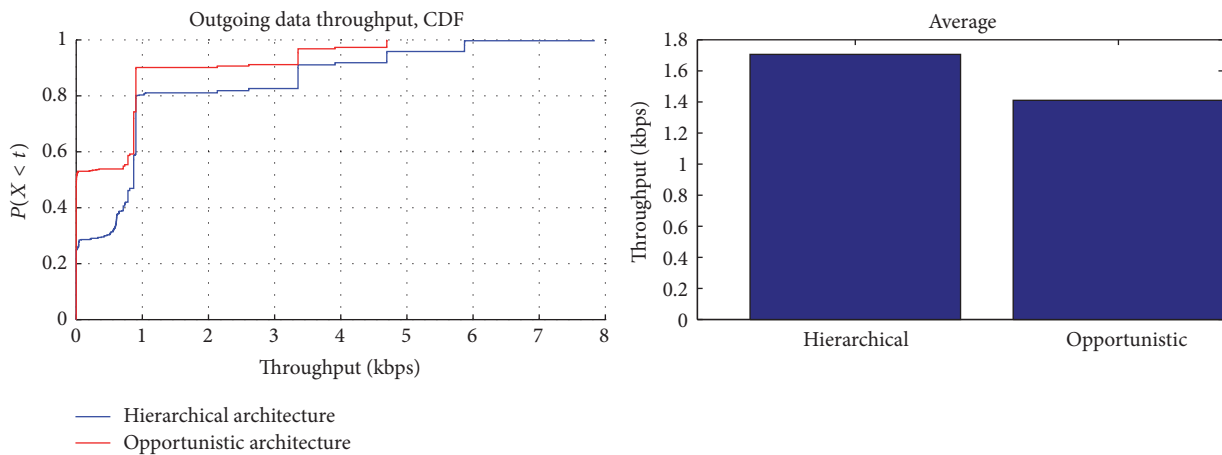 Outgoing data throughput, CDF
1
0.8
0.6
0.4
0.2
0
P(X < t)
0 1 2 3 4 5 6 7 8
Throughput (kbps)
Hierarchical architecture
Opportunistic architecture
Average
1.8
1.6
1.4
1.2
1
0.8
0.6
0.4
0.2
0
Throughput (kbps)
Hierarchical Opportunistic